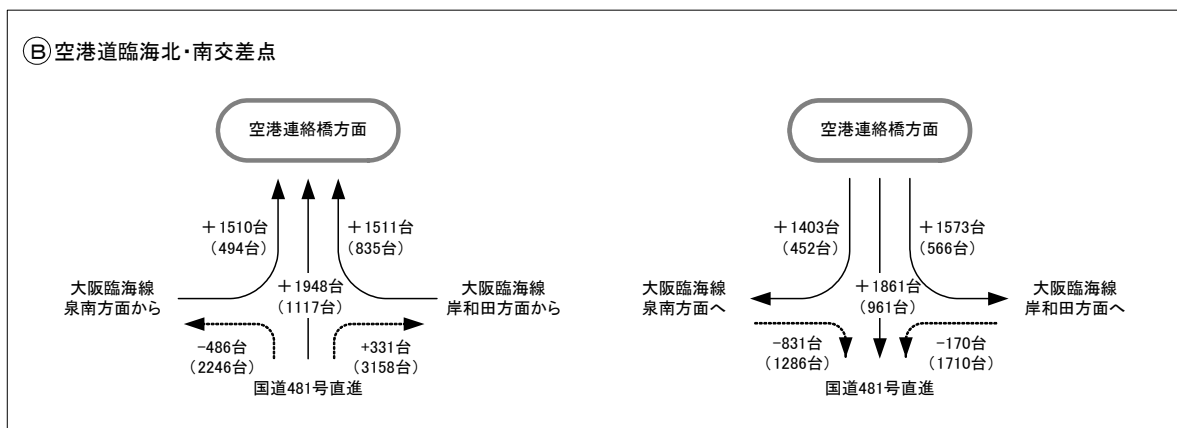 Ⓑ空港道臨海北・南交差点
空港連絡橋方面
+1510台
(494台)
+1511台
(835台)
大阪臨海線
泉南方面から
+1948台
(1117台)
大阪臨海線
岸和田方面から
-486台
(2246台)
+331台
(3158台)
国道481号直進
空港連絡橋方面
+1403台
(452台)
+1573台
(566台)
大阪臨海線
泉南方面へ
+1861台
(961台)
大阪臨海線
岸和田方面へ
-831台
(1286台)
-170台
(1710台)
国道481号直進